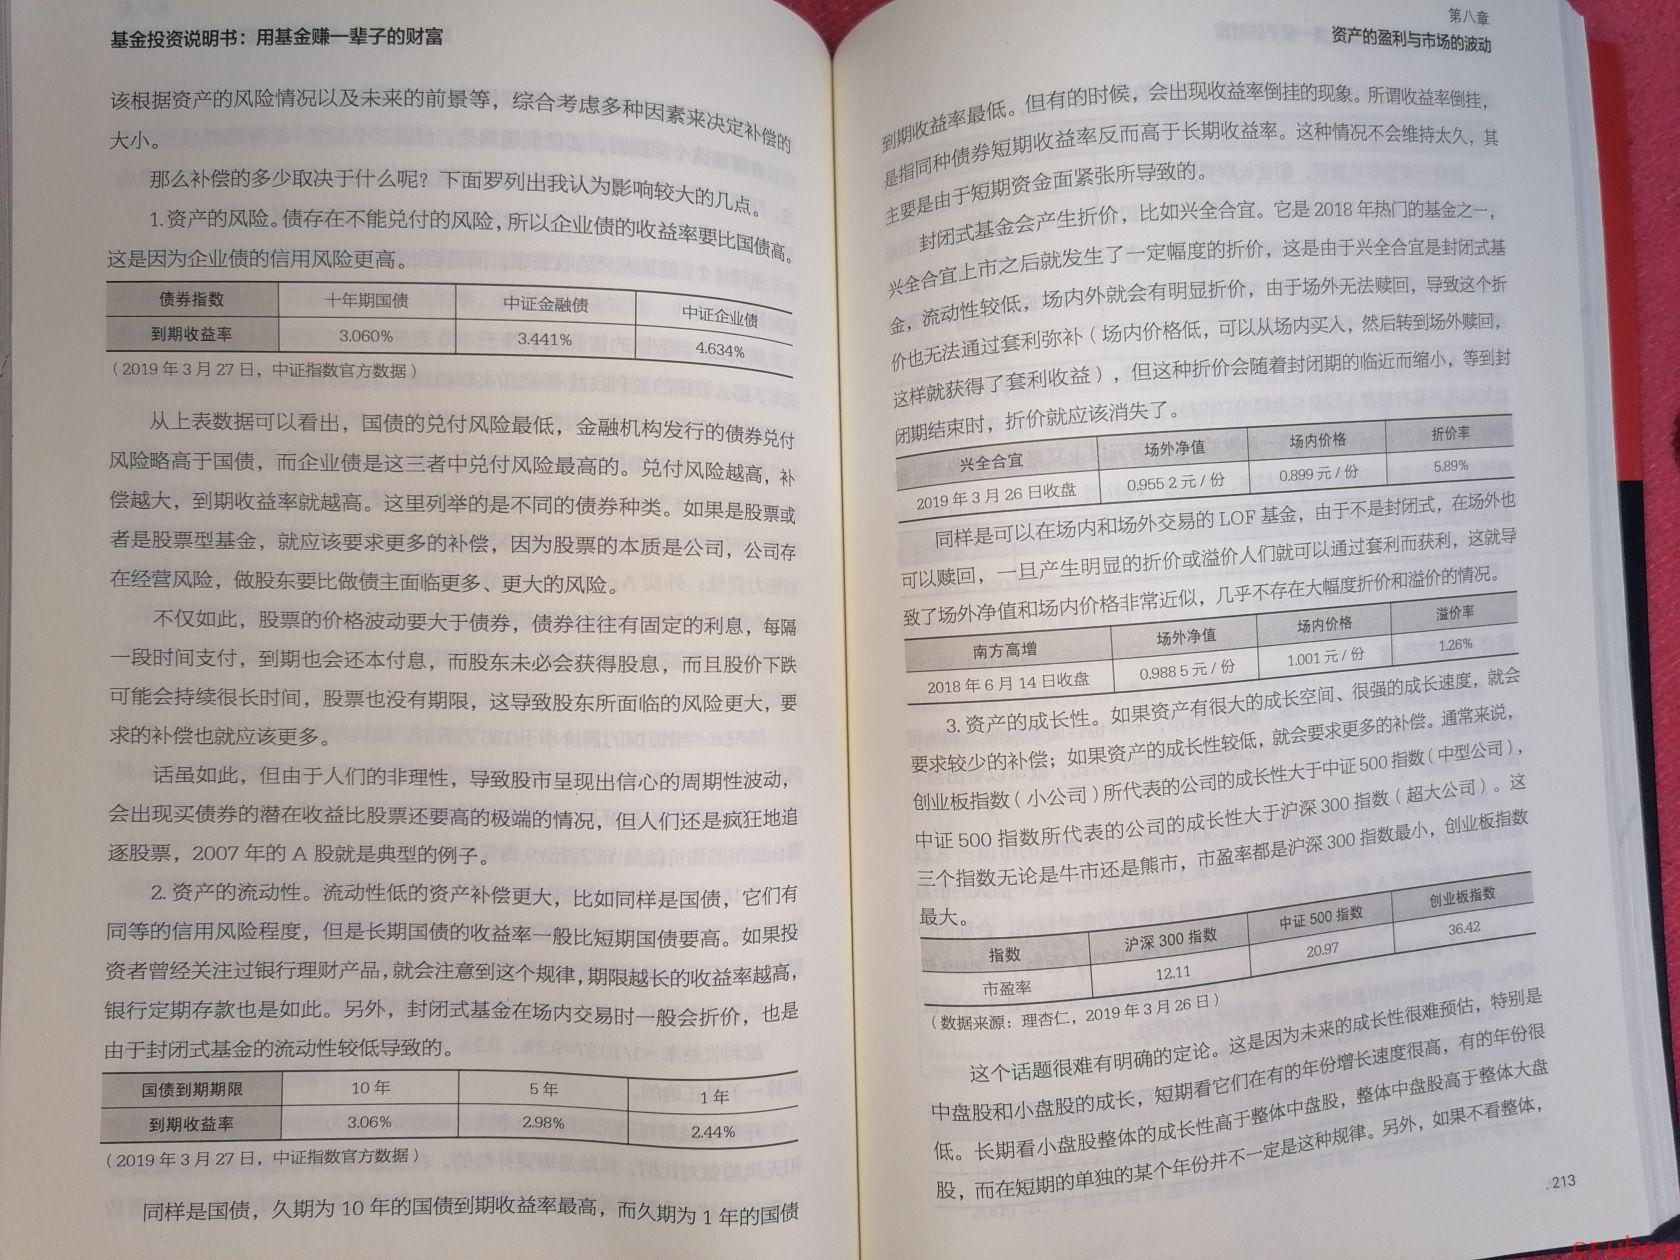 基金投资说明书：用基金赚一辈子的财富
该根据资产的风险情况以及未来的前景等，综合考虑多种因素来决定补偿的
大小。
那么补偿的多少取决于什么呢？下面罗列出我认为影响较大的几点。
1.资产的风险。债存在不能兑付的风险，所以企业债的收益率要比国债高。
这是因为企业债的信用风险更高。
债券指数 十年期国债 中证金融债 中证企业债
到期收益率 3.060% 3.441% 4.634%
（2019 年 3 月 27 日，中证指数官方数据）
从上表数据可以看出，国债的兑付风险最低，金融机构发行的债券兑付
风险略高于国债，而企业债是这三者中兑付风险最高的。兑付风险越高，补
偿越大，到期收益率就越高。这里列举的是不同的债券种类。如果是股票或
者是股票型基金，就应该要求更多的补偿，因为股票的本质是公司，公司存
在经营风险，做股东要比做债主面临更多、更大的风险。
不仅如此，股票的价格波动要大于债券，债券往往有固定的利息，每隔
一段时间支付，到期也会还本付息，而股东未必会获得股息，而且股价下跌
可能会持续很长时间，股票也没有期限，这导致股东所面临的风险更大，要
求的补偿也就应该更多。
话虽如此，但由于人们的非理性，导致股市呈现出信心的周期性波动，
会出现买债券的潜在收益比股票还要高的极端的情况，但人们还是疯狂地追
逐股票，2007 年的 A 股就是典型的例子。
2. 资产的流动性。流动性低的资产补偿更大，比如同样是国债，它们有
同等的信用风险程度，但是长期国债的收益率一般比短期国债要高。如果投
资者曾经关注过银行理财产品，就会注意到这个规律，期限越长的收益率越高，
银行定期存款也是如此。另外，封闭式基金在场内交易时一般会折价，也是
由于封闭式基金的流动性较低导致的。
国债到期期限 10 年 5 年 1 年
到期收益率 3.06% 2.98% 2.44%
（2019 年 3 月 27 日，中证指数官方数据）
同样是国债，久期为 10 年的国债到期收益率最高，而久期为 1 年的国债
第八章
资产的盈利与市场的波动
到期收益率最低。但有的时候，会出现收益率倒挂的现象。所谓收益率倒挂，
是指同种债券短期收益率反而高于长期收益率。这种情况不会维持太久，其
主要是由于短期资金面紧张所导致的。
封闭式基金会产生折价，比如兴全合宜。它是 2018 年热门的基金之一，
兴全合宜上市之后就发生了一定幅度的折价，这是由于兴全合宜是封闭式基
金，流动性较低，场内外就会有明显折价，由于场外无法赎回，导致这个折
价也无法通过套利弥补（场内价格低，可以从场内买人，然后转到场外赎回，
这样就获得了套利收益），但这种折价会随着封闭期的临近而缩小，等到封
闭期结束时，折价就应该消失了。
兴全合宜 场外净值 场内价格 折价率
2019 年 3 月 26 日收盘 0.955 2 元 / 份 0.899 元 / 份 5.89%
同样是可以在场内和场外交易的 LOF 基金，由于不是封闭式，在场外也
可以赎回，一旦产生明显的折价或溢价人们就可以通过套利而获利，这就导
致了场外净值和场内价格非常近似，几乎不存在大幅度折价和溢价的情况。
南方高增 场外净值 场内价格 溢价率
2018 年 6 月 14 日收盘 0.988 5 元 / 份 1.001 元 / 份 1.26%
3. 资产的成长性。如果资产有很大的成长空间、很强的成长速度，就会
要求较少的补偿；如果资产的成长性较低，就会要求更多的补偿。通常来说，
创业板指数（小公司）所代表的公司的成长性大于中证 500 指数（中型公司），
中证 500 指数所代表的公司的成长性大于沪深 300 指数（超大公司）。这
三个指数无论是牛市还是熊市，市盈率都是沪深 300 指数最小，创业板指数
最大。
指数 沪深 300 指数 中证 500 指数 创业板指数
市盈率 12.11 20.97 36.42
（数据来源：理杏仁，2019 年 3 月 26 日）
这个话题很难有明确的定论。这是因为未来的成长性很难预估，特别是
中盘股和小盘股的成长，短期看它们在有的年份增长速度很高，有的年份很
低。长期看小盘股整体的成长性高于整体中盘股，整体中盘股高于整体大盘
股，而在短期的单独的某个年份并不一定是这种规律。另外，如果不看整体，
213